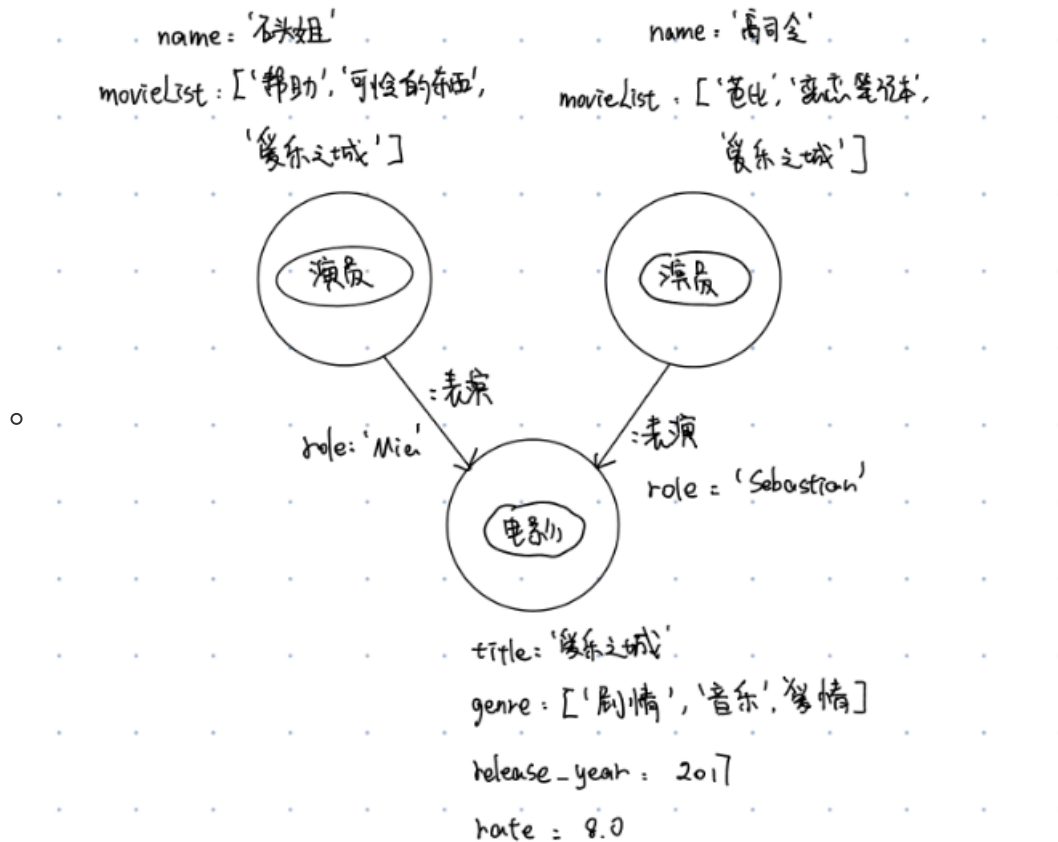 name: '石头姐'
movieList: ['帮助', '可怜的东西',
'爱乐之城']
name: '高司令'
movieList: ['芭比', '恋恋笔记本',
'爱乐之城']
演员
演员
:表演
role: 'Mia'
:表演
role: 'Sebastian'
电影
title: '爱乐之城'
genre: ['剧情', '音乐', '爱情]
release_year: 2017
rate: 8.0